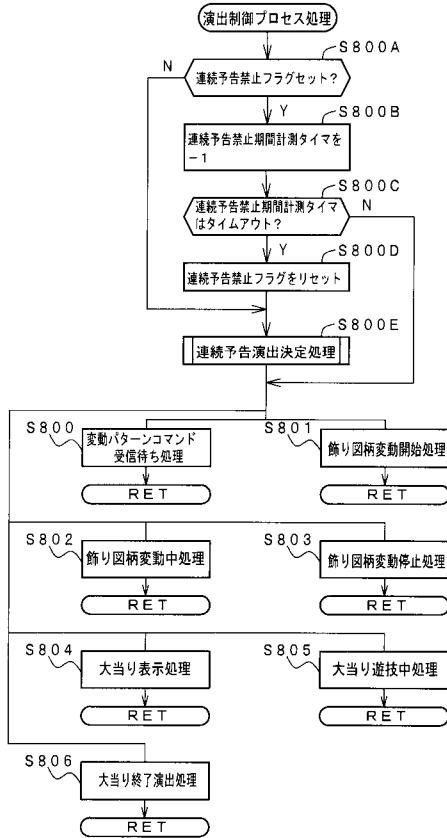 演出制御プロセス処理
S800A
N
連続予告禁止フラグセット?
Y
S800B
連続予告禁止期間計測タイマを
-1
S800C
連続予告禁止期間計測タイマ
はタイムアウト?
N
Y
S800D
連続予告禁止フラグをリセット
S800E
連続予告演出決定処理
S800
変動パターンコマンド
受信待ち処理
RET
S801
飾り図柄変動開始処理
RET
S802
飾り図柄変動中処理
RET
S803
飾り図柄変動停止処理
RET
S804
大当り表示処理
RET
S805
大当り遊技中処理
RET
S806
大当り終了演出処理
RET